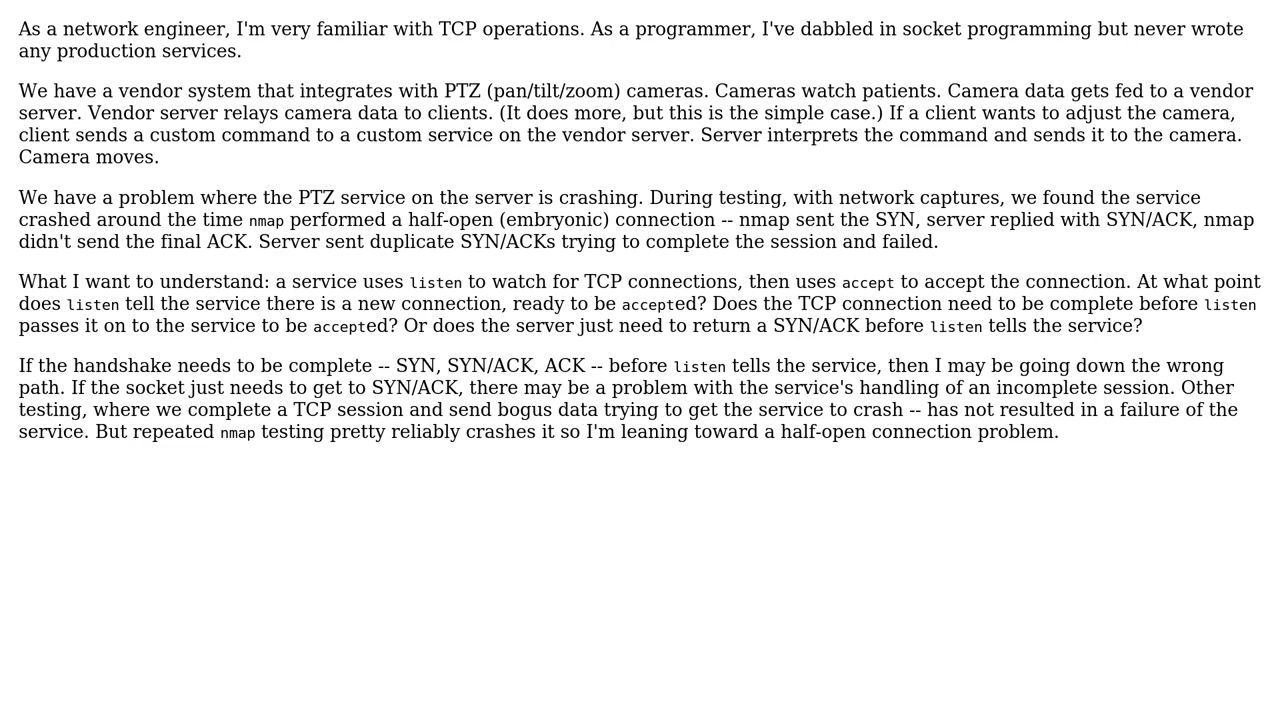 As a network engineer, I'm very familiar with TCP operations. As a programmer, I've dabbled in socket programming but never wrote
any production services.
We have a vendor system that integrates with PTZ (pan/tilt/zoom) cameras. Cameras watch patients. Camera data gets fed to a vendor
server. Vendor server relays camera data to clients. (It does more, but this is the simple case.) If a client wants to adjust the camera,
client sends a custom command to a custom service on the vendor server. Server interprets the command and sends it to the camera.
Camera moves.
We have a problem where the PTZ service on the server is crashing. During testing, with network captures, we found the service
crashed around the time nmap performed a half-open (embryonic) connection -- nmap sent the SYN, server replied with SYN/ACK, nmap
didn't send the final ACK. Server sent duplicate SYN/ACKs trying to complete the session and failed.
What I want to understand: a service uses listen to watch for TCP connections, then uses accept to accept the connection. At what point
does listen tell the service there is a new connection, ready to be accepted? Does the TCP connection need to be complete before listen
passes it on to the service to be accepted? Or does the server just need to return a SYN/ACK before listen tells the service?
If the handshake needs to be complete -- SYN, SYN/ACK, ACK -- before listen tells the service, then I may be going down the wrong
path. If the socket just needs to get to SYN/ACK, there may be a problem with the service's handling of an incomplete session. Other
testing, where we complete a TCP session and send bogus data trying to get the service to crash -- has not resulted in a failure of the
service. But repeated nmap testing pretty reliably crashes it so I'm leaning toward a half-open connection problem.